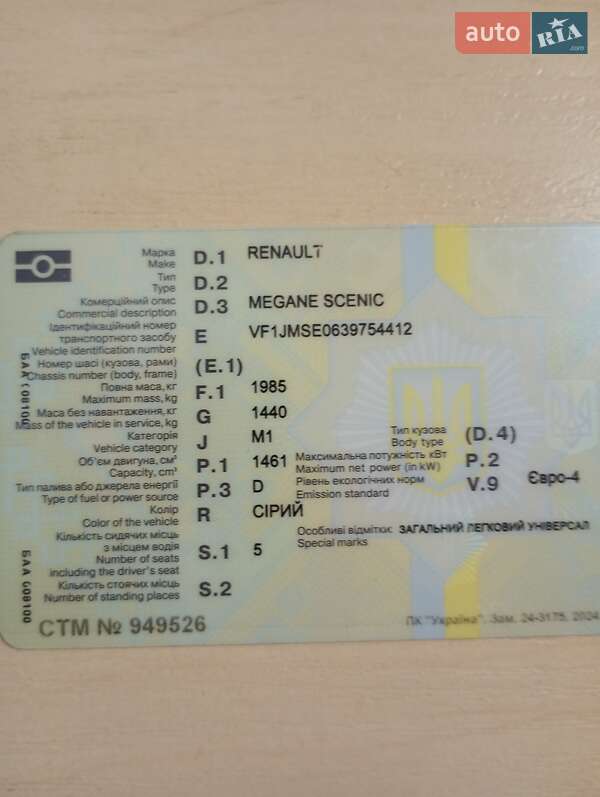 auto RIA .com
Марка D.1 RENAULT
Make
Тип D.2
Type
Комерційний опис D.3 MEGANE SCENIC
Commercial description
Ідентифікаційний номер
транспортного засобу E VF1JMSE0639754412
Vehicle identification number
Номер шасі (кузова, рами) (E.1)
Chassis number (body, frame)
Повна маса, кг F.1 1985
Maximum mass, kg
Маса без навантаження, кг G 1440
Mass of the vehicle in service, kg
Категорія J M1 Тип кузова (D.4)
Vehicle category Body type
Об'єм двигуна, см³ P.1 1461 Максимальна потужність кВт P.2
Capacity, cm³ Maximum net power (in kW)
Тип палива або джерела енергії P.3 D Рівень екологічних норм V.9 Євро-4
Type of fuel or power source Emission standard
Колір R СІРИЙ
Color of the vehicle
Особливі відмітки: ЗАГАЛЬНИЙ ЛЕГКОВИЙ УНІВЕРСАЛ
Special marks
Кількість сидячих місць
з місцем водія S.1 5
Number of seats
including the driver's seat
Кількість стоячих місць S.2
Number of standing places
СТМ № 949526
ПК "Україна". Зам. 24-3175. 2024